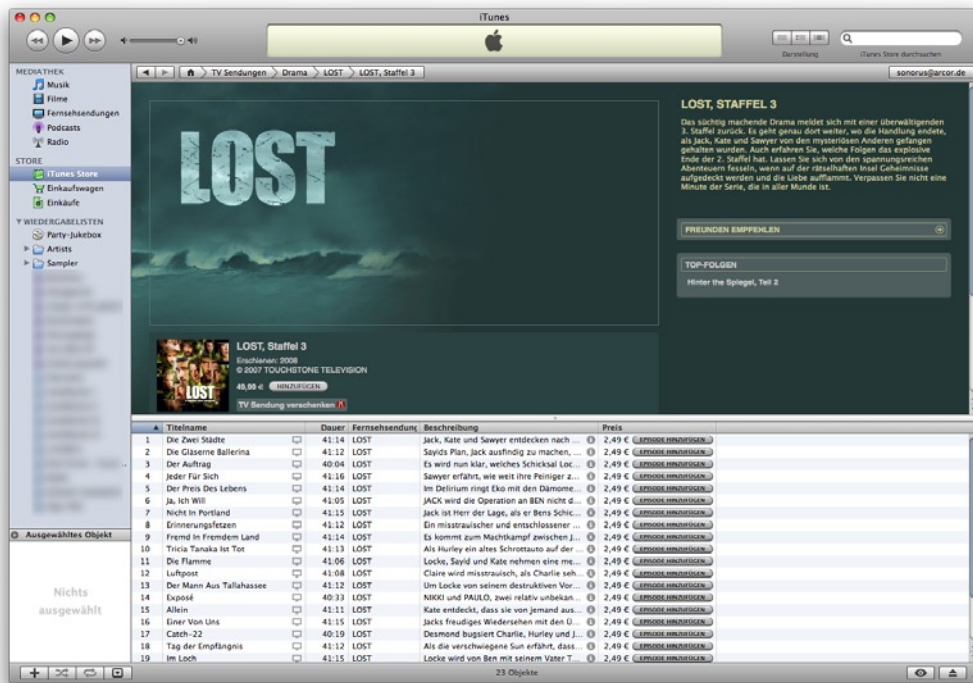 iTunes
Darstellung
iTunes Store durchsuchen
MEDIATHEK
Musik
Filme
Fernsehsendungen
Podcasts
Radio
STORE
iTunes Store
Einkaufswagen
Einkäufe
WIEDERGABELISTEN
Party-Jukebox
Artists
Sampler
Ausgewähltes Objekt
Nichts
ausgewählt
TV Sendungen Drama LOST LOST, Staffel 3
sonorus@arcor.de
LOST
LOST, STAFFEL 3
Das süchtig machende Drama meldet sich mit einer überwältigenden
3. Staffel zurück. Es geht genau dort weiter, wo die Handlung endete,
als Jack, Kate und Sawyer von den mysteriösen Anderen gefangen
gehalten wurden. Auch erfahren Sie, welche Folgen das explosive
Ende der 2. Staffel hat. Lassen Sie sich von den spannungsreichen
Abenteuern fesseln, wenn auf der rätselhaften Insel Geheimnisse
aufgedeckt werden und die Liebe aufflammt. Verpassen Sie nicht eine
Minute der Serie, die in aller Munde ist.
FREUNDEN EMPFEHLEN
TOP-FOLGEN
Hinter the Spiegel, Teil 2
LOST
LOST, Staffel 3
Erschienen: 2008
© 2007 TOUCHSTONE TELEVISION
49,99 € HINZUFÜGEN
TV Sendung verschenken
Titelname Dauer Fernsehsendung Beschreibung Preis
1 Die Zwei Städte 41:14 LOST Jack, Kate und Sawyer entdecken nach ... 2,49 € EPISODE HINZUFÜGEN
2 Die Gläserne Ballerina 41:12 LOST Sayids Plan, Jack ausfindig zu machen, ... 2,49 € EPISODE HINZUFÜGEN
3 Der Auftrag 40:04 LOST Es wird nun klar, welches Schicksal Loc... 2,49 € EPISODE HINZUFÜGEN
4 Jeder Für Sich 41:16 LOST Sawyer erfährt, wie weit ihre Peiniger z... 2,49 € EPISODE HINZUFÜGEN
5 Der Preis Des Lebens 41:14 LOST Im Delirium ringt Eko mit den Dämome... 2,49 € EPISODE HINZUFÜGEN
6 Ja, Ich Will 41:05 LOST JACK wird die Operation an BEN nicht d... 2,49 € EPISODE HINZUFÜGEN
7 Nicht In Portland 41:15 LOST Jack ist Herr der Lage, als er Bens Schic... 2,49 € EPISODE HINZUFÜGEN
8 Erinnerungsfetzen 41:12 LOST Ein misstrauischer und entschlossener ... 2,49 € EPISODE HINZUFÜGEN
9 Fremd In Fremdem Land 41:14 LOST Es kommt zum Machtkampf zwischen J... 2,49 € EPISODE HINZUFÜGEN
10 Tricia Tanaka Ist Tot 41:13 LOST Als Hurley ein altes Schrottauto auf der ... 2,49 € EPISODE HINZUFÜGEN
11 Die Flamme 41:06 LOST Locke, Sayid und Kate nehmen eine me... 2,49 € EPISODE HINZUFÜGEN
12 Luftpost 41:08 LOST Claire wird misstrauisch, als Charlie seh... 2,49 € EPISODE HINZUFÜGEN
13 Der Mann Aus Tallahassee 41:12 LOST Um Locke von seinem destruktiven Vor... 2,49 € EPISODE HINZUFÜGEN
14 Exposé 40:33 LOST NIKKI und PAULO, zwei relativ unbekan... 2,49 € EPISODE HINZUFÜGEN
15 Allein 41:11 LOST Kate entdeckt, dass sie von jemand aus... 2,49 € EPISODE HINZUFÜGEN
16 Einer Von Uns 41:15 LOST Jacks freudiges Wiedersehen mit den Ü... 2,49 € EPISODE HINZUFÜGEN
17 Catch-22 40:19 LOST Desmond bugsiert Charlie, Hurley und J... 2,49 € EPISODE HINZUFÜGEN
18 Tag der Empfängnis 41:12 LOST Als die verschwiegene Sun erfährt, dass... 2,49 € EPISODE HINZUFÜGEN
19 Im Loch 41:15 LOST Locke wird von Ben mit seinem Vater T... 2,49 € EPISODE HINZUFÜGEN
23 Objekte